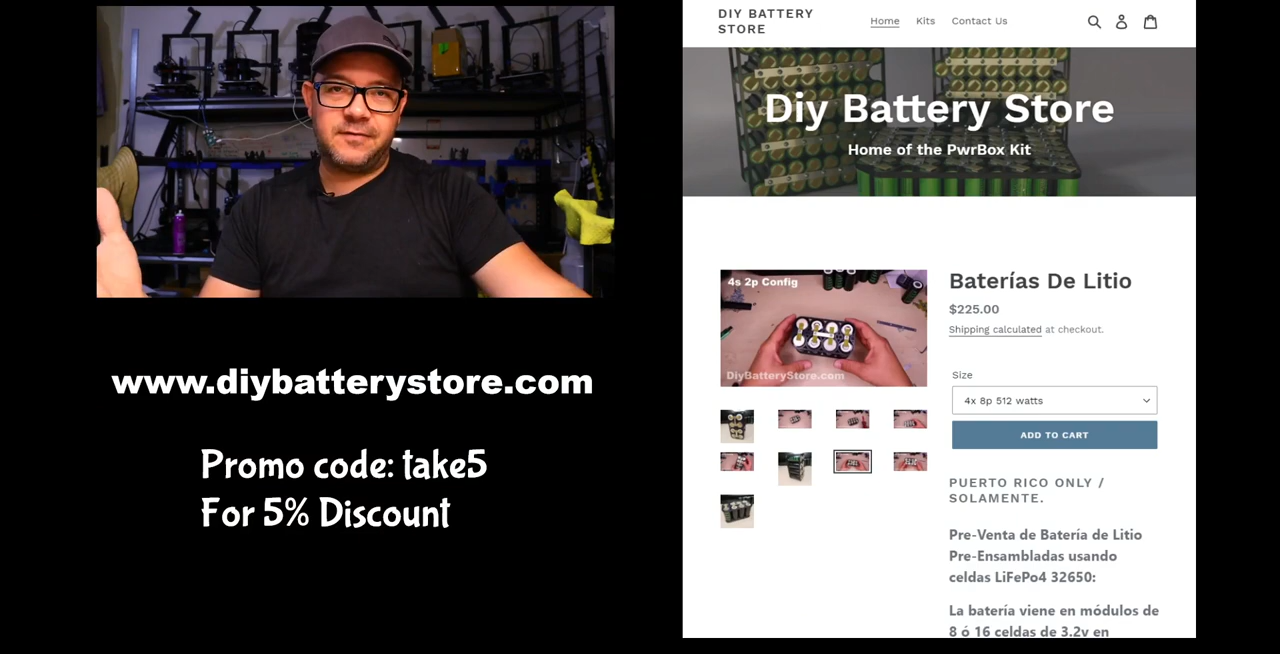 www.diybatterystore.com
Promo code: take5
For 5% Discount
DIY BATTERY
STORE
Home
Kits
Contact Us
Diy Battery Store
Home of the PwrBox Kit
4s 2p Config
DiyBatteryStore.com
Baterías De Litio
$225.00
Shipping calculated at checkout.
Size
4x 8p 512 watts
ADD TO CART
PUERTO RICO ONLY /
SOLAMENTE.
Pre-Venta de Batería de Litio
Pre-Ensambladas usando
celdas LiFePo4 32650:
La batería viene en módulos de
8 ó 16 celdas de 3.2v en